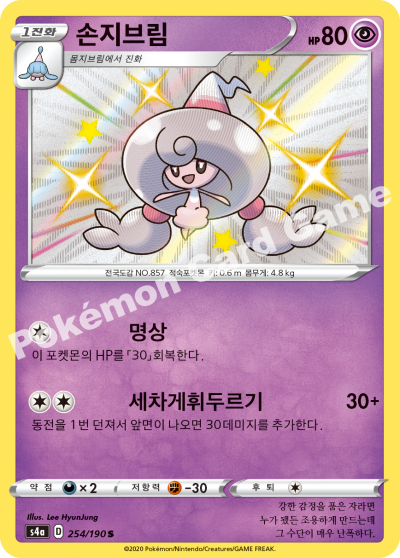 1진화
손지브림
HP 80
몸지브림에서 진화
전국도감 NO.857 적숙포켓몬 키: 0.6 m 몸무게: 4.8 kg
Pokémon Card Game
명상
이 포켓몬의 HP를 「30」 회복한다.
세차게휘두르기 30+
동전을 1번 던져서 앞면이 나오면 30데미지를 추가한다.
약점 ×2 저항력 -30 후퇴
Illus. Lee HyunJung
s4a D 254/190 S
강한 감정을 품은 자라면
누가 됐든 조용하게 만드는데
그 수단이 매우 난폭하다.
©2020 Pokémon/Nintendo/Creatures/GAME FREAK.